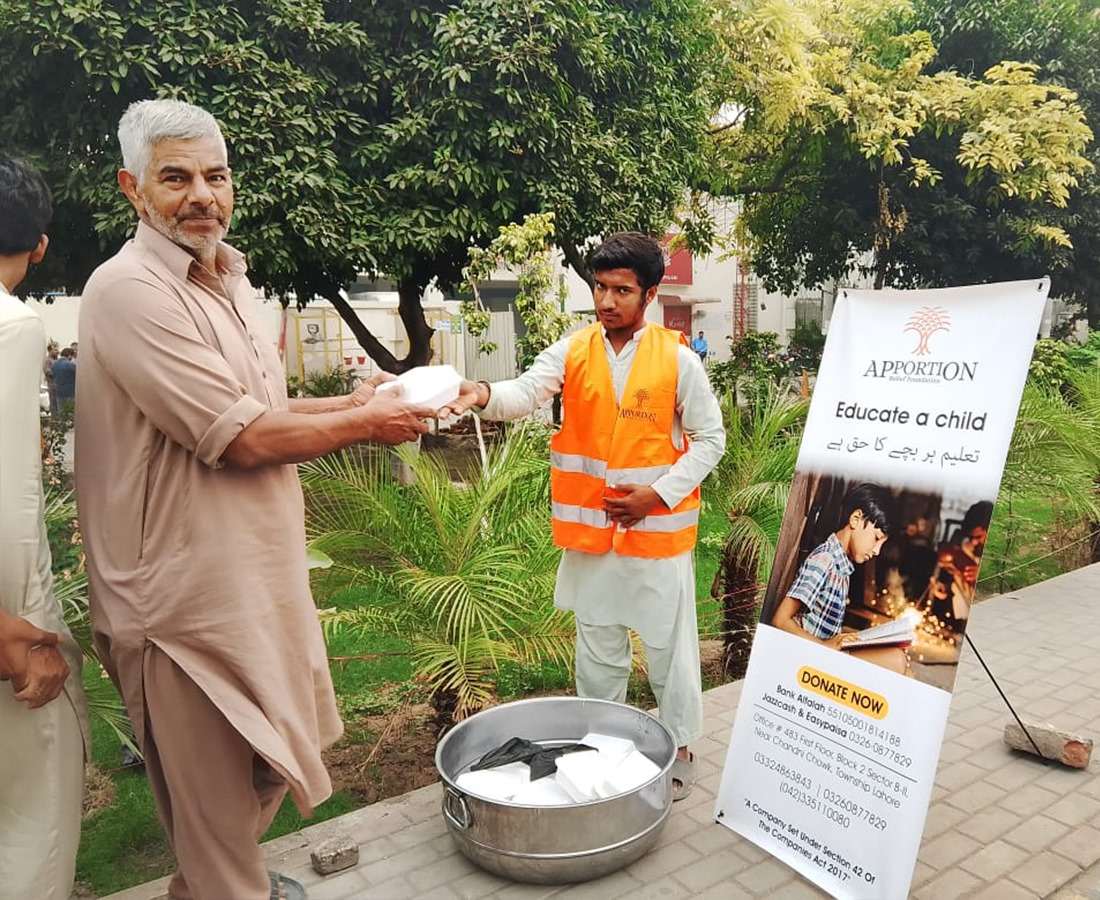 APPORTION
Relief Foundation
Educate a child
تعلیم ہر بچے کا حق ہے
DONATE NOW
Bank Alfalah 55105001814188
Jazzcash & Easypaisa 0326-0877829
Office # 483 First Floor, Block 2 Sector B-II,
Near Chandni Chowk, Township Lahore
03324863843 | 03260877829
(042)335110080
"A Company Set Under Section 42 Of
The Companies Act 2017"
APPORTION